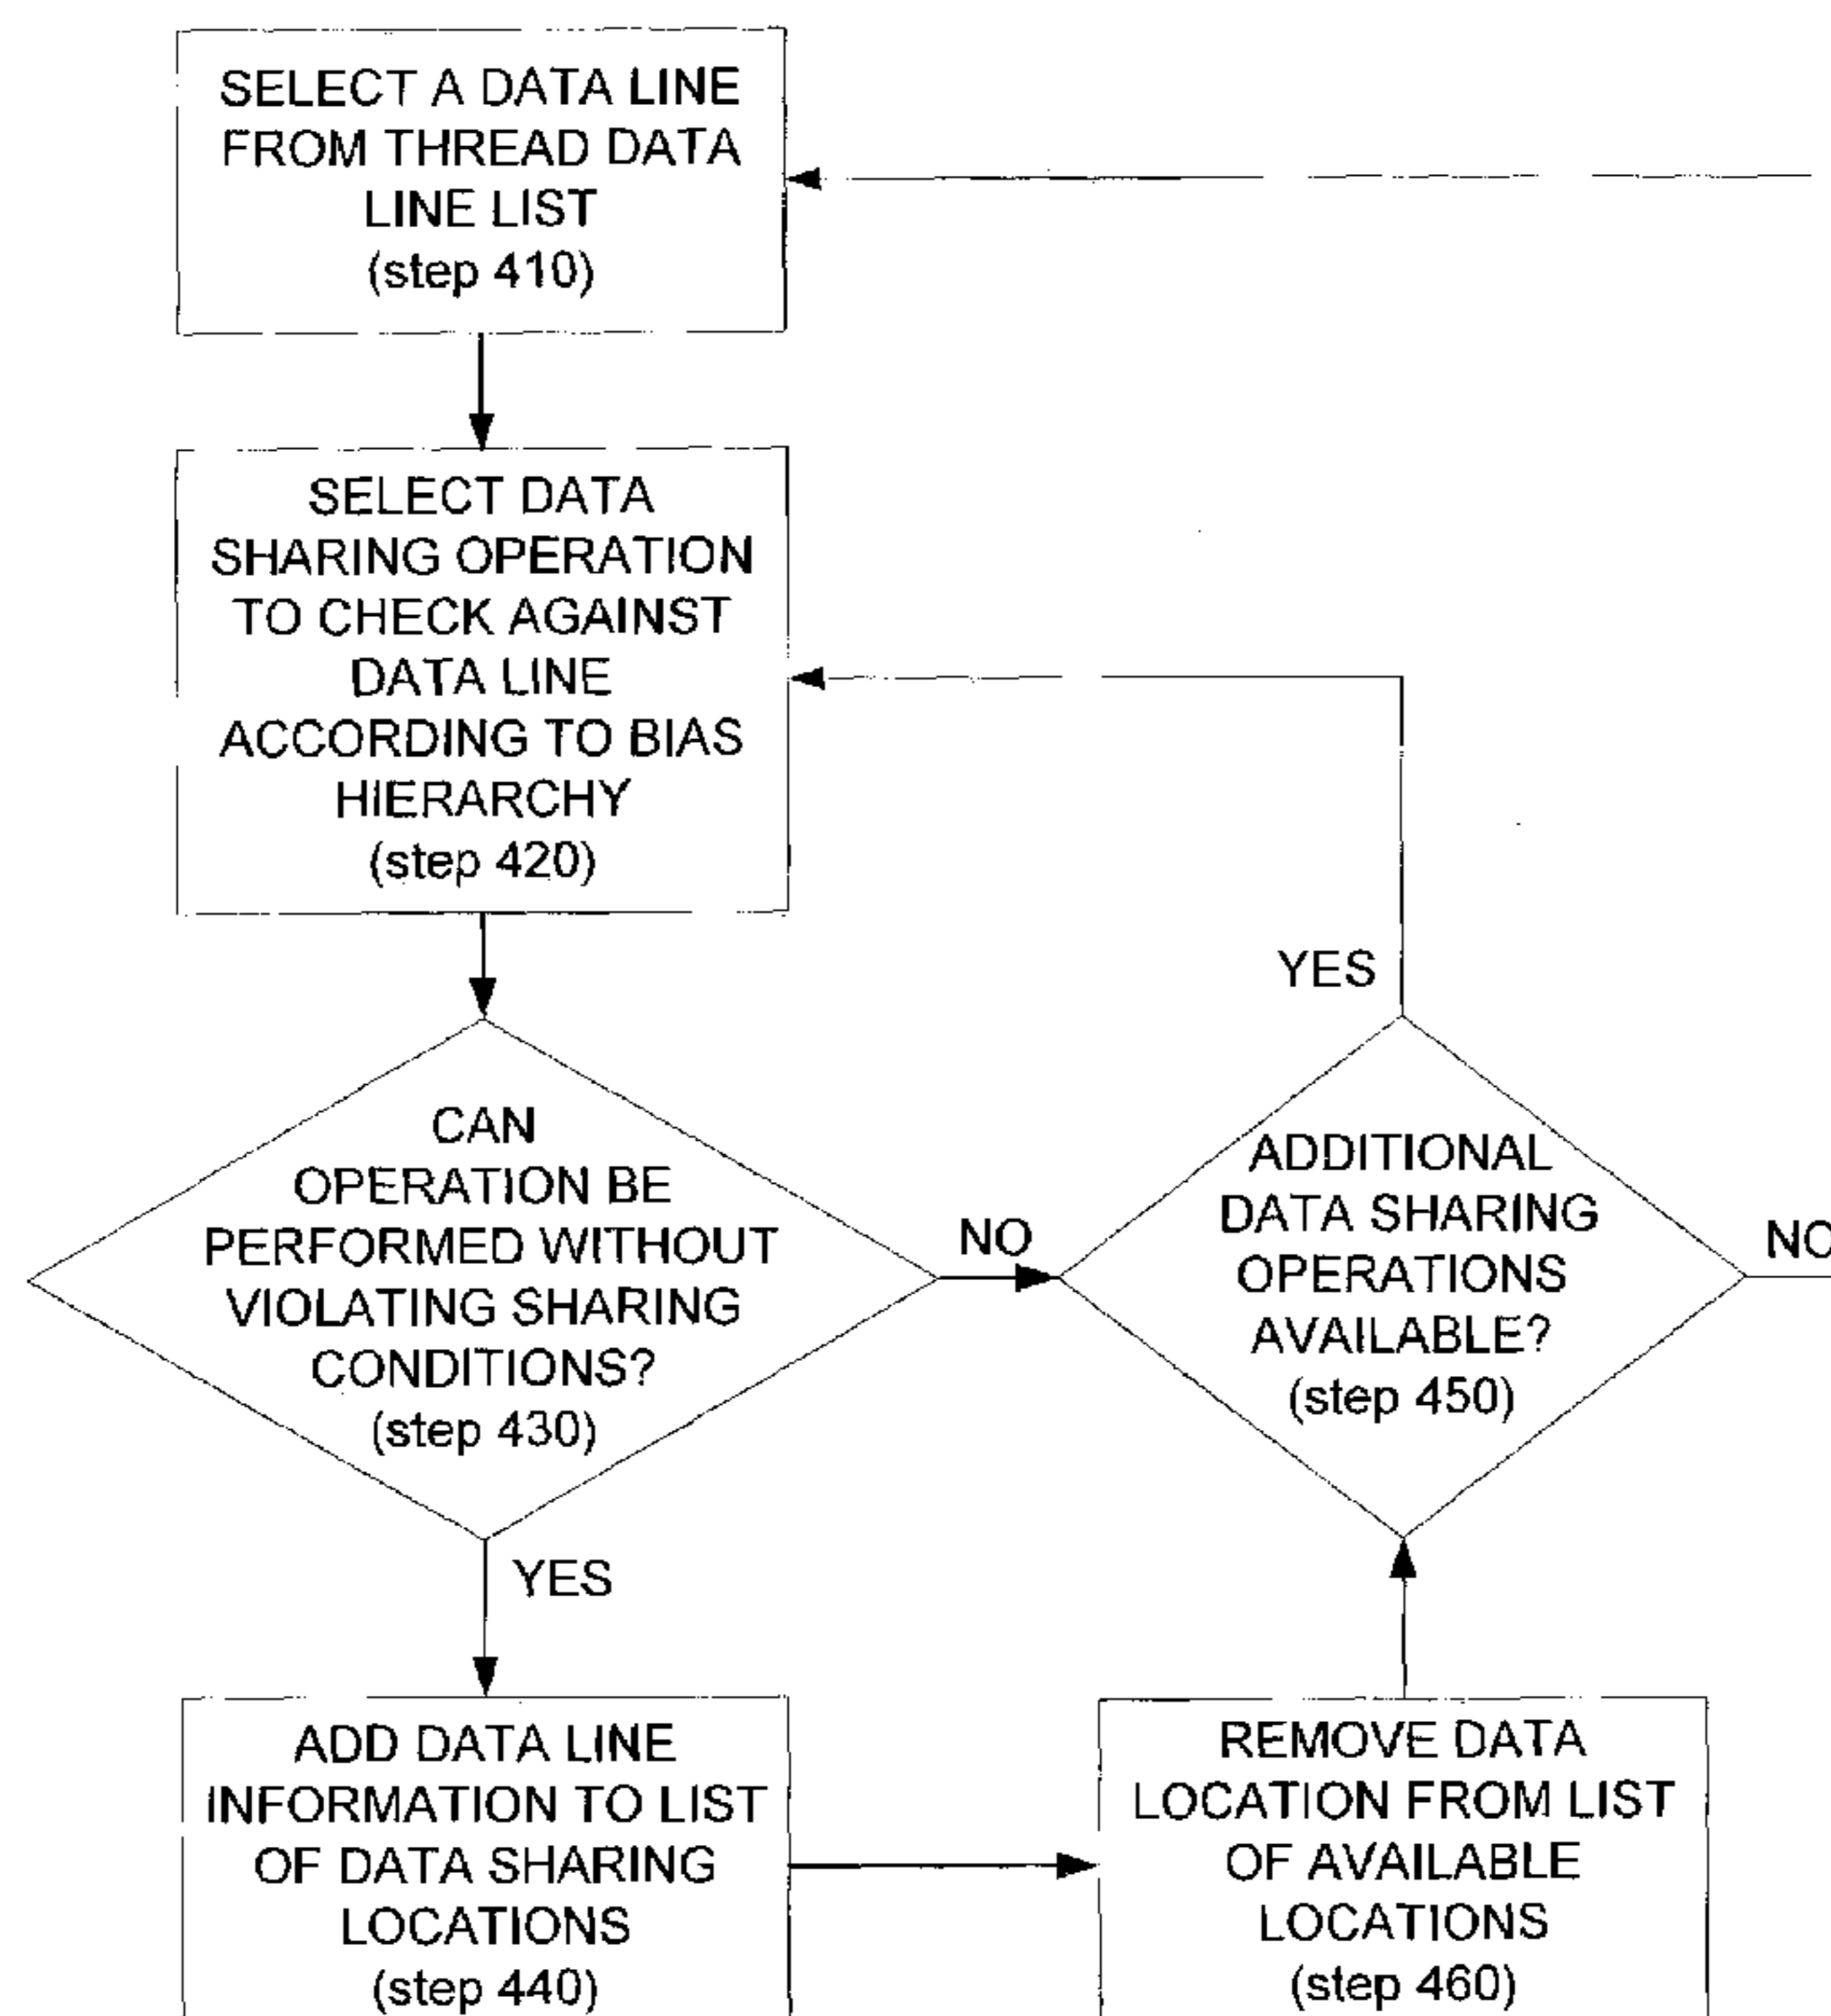 SELECT A DATA LINE
FROM THREAD DATA
LINE LIST
(step 410)
SELECT DATA
SHARING OPERATION
TO CHECK AGAINST
DATA LINE
ACCORDING TO BIAS
HIERARCHY
(step 420)
YES
CAN
OPERATION BE
PERFORMED WITHOUT
VIOLATING SHARING
CONDITIONS?
(step 430)
NO
ADDITIONAL
DATA SHARING
OPERATIONS
AVAILABLE?
(step 450)
NO
YES
ADD DATA LINE
INFORMATION TO LIST
OF DATA SHARING
LOCATIONS
(step 440)
REMOVE DATA
LOCATION FROM LIST
OF AVAILABLE
LOCATIONS
(step 460)